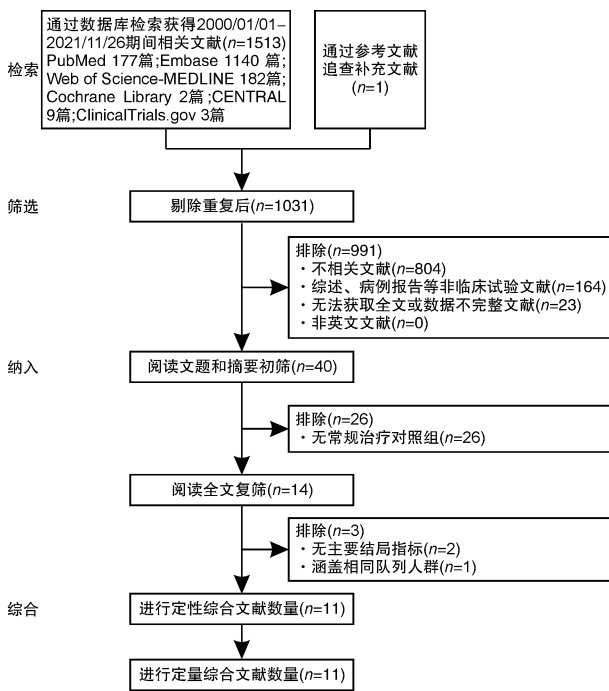 检索
通过数据库检索获得2000/01/01–
2021/11/26期间相关文献(n=1513)
PubMed 177篇;Embase 1140 篇;
Web of Science-MEDLINE 182篇;
Cochrane Library 2篇;CENTRAL
9篇;ClinicalTrials.gov 3篇
通过参考文献
追查补充文献
(n=1)
筛选
剔除重复后(n=1031)
排除(n=991)
·不相关文献(n=804)
·综述、病例报告等非临床试验文献(n=164)
·无法获取全文或数据不完整文献(n=23)
·非英文文献(n=0)
纳入
阅读文题和摘要初筛(n=40)
排除(n=26)
·无常规治疗对照组(n=26)
阅读全文复筛(n=14)
排除(n=3)
·无主要结局指标(n=2)
·涵盖相同队列人群(n=1)
综合
进行定性综合文献数量(n=11)
进行定量综合文献数量(n=11)